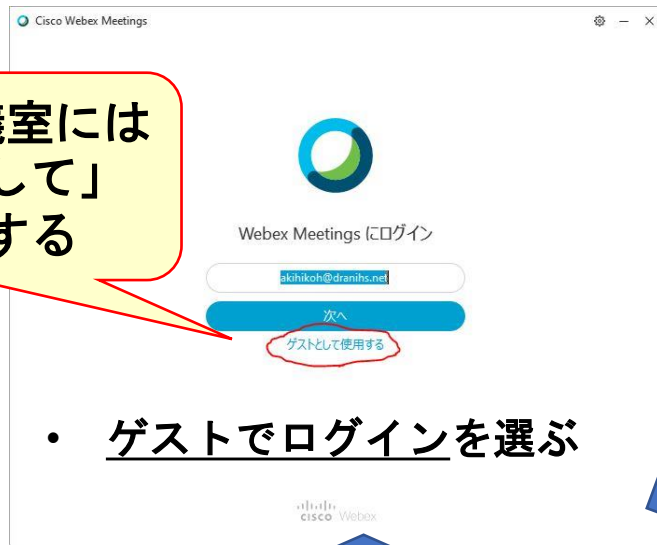 Cisco Webex Meetings
室には
して」
する
Webex Meetings にログイン
akihikoh@dranihs.net
次へ
ゲストとして使用する
• ゲストでログインを選ぶ
cisco Webex